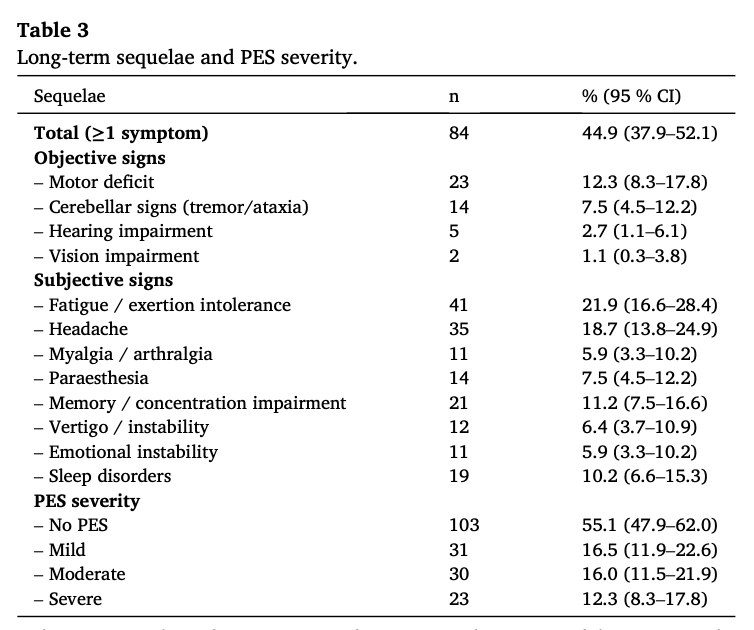 Table 3
Long-term sequelae and PES severity.
Sequelae n % (95 % CI)
Total (≥1 symptom) 84 44.9 (37.9–52.1)
Objective signs
– Motor deficit 23 12.3 (8.3–17.8)
– Cerebellar signs (tremor/ataxia) 14 7.5 (4.5–12.2)
– Hearing impairment 5 2.7 (1.1–6.1)
– Vision impairment 2 1.1 (0.3–3.8)
Subjective signs
– Fatigue / exertion intolerance 41 21.9 (16.6–28.4)
– Headache 35 18.7 (13.8–24.9)
– Myalgia / arthralgia 11 5.9 (3.3–10.2)
– Paraesthesia 14 7.5 (4.5–12.2)
– Memory / concentration impairment 21 11.2 (7.5–16.6)
– Vertigo / instability 12 6.4 (3.7–10.9)
– Emotional instability 11 5.9 (3.3–10.2)
– Sleep disorders 19 10.2 (6.6–15.3)
PES severity
– No PES 103 55.1 (47.9–62.0)
– Mild 31 16.5 (11.9–22.6)
– Moderate 30 16.0 (11.5–21.9)
– Severe 23 12.3 (8.3–17.8)